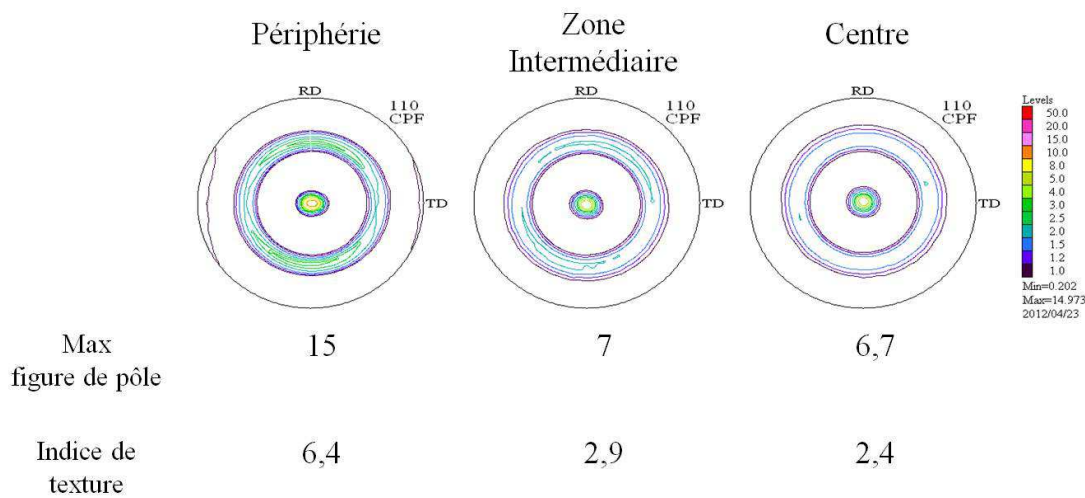 Périphérie
Zone
Intermédiaire
Centre
RD
110
CPF
TD
RD
110
CPF
TD
RD
110
CPF
TD
Levels
50.0
20.0
15.0
10.0
8.0
5.0
4.0
3.0
2.5
2.0
1.5
1.2
1.0
Min=0.202
Max=14.973
2012/04/23
Max
figure de pôle
15
7
6,7
Indice de
texture
6,4
2,9
2,4